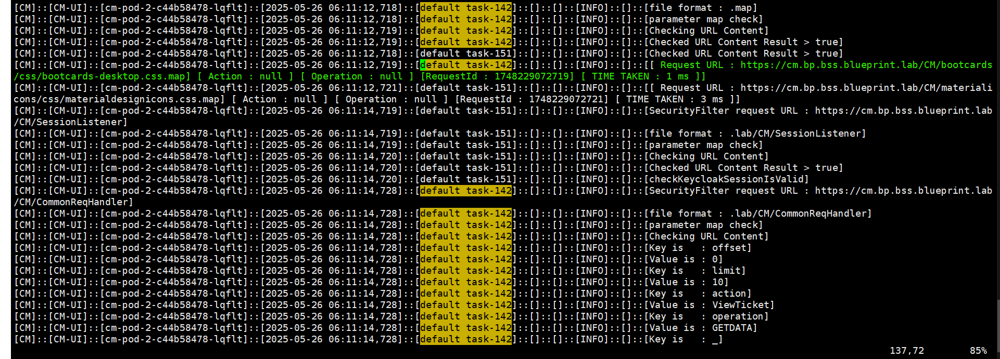 [CM]::[CM-UI]::[cm-pod-2-c44b58478-lqflt]::[2025-05-26 06:11:12,718]::[default task-142]::[]::[]::[INFO]::[]::[file format : .map]
[CM]::[CM-UI]::[cm-pod-2-c44b58478-lqflt]::[2025-05-26 06:11:12,718]::[default task-142]::[]::[]::[INFO]::[]::[parameter map check]
[CM]::[CM-UI]::[cm-pod-2-c44b58478-lqflt]::[2025-05-26 06:11:12,719]::[default task-142]::[]::[]::[INFO]::[]::[Checking URL Content]
[CM]::[CM-UI]::[cm-pod-2-c44b58478-lqflt]::[2025-05-26 06:11:12,719]::[default task-142]::[]::[]::[INFO]::[]::[Checked URL Content Result > true]
[CM]::[CM-UI]::[cm-pod-2-c44b58478-lqflt]::[2025-05-26 06:11:12,718]::[default task-151]::[]::[]::[INFO]::[]::[Checked URL Content Result > true]
[CM]::[CM-UI]::[cm-pod-2-c44b58478-lqflt]::[2025-05-26 06:11:12,719]::[default task-142]::[]::[]::[INFO]::[]::[[ Request URL : https://cm.bp.bss.blueprint.lab/CM/bootcards
/css/bootcards-desktop.css.map] [ Action : null ] [ Operation : null ] [RequestId : 1748229072719] [ TIME TAKEN : 1 ms ]]
[CM]::[CM-UI]::[cm-pod-2-c44b58478-lqflt]::[2025-05-26 06:11:12,721]::[default task-151]::[]::[]::[INFO]::[]::[[ Request URL : https://cm.bp.bss.blueprint.lab/CM/materiali
cons/css/materialdesignicons.css.map] [ Action : null ] [ Operation : null ] [RequestId : 1748229072721] [ TIME TAKEN : 3 ms ]]
[CM]::[CM-UI]::[cm-pod-2-c44b58478-lqflt]::[2025-05-26 06:11:14,719]::[default task-151]::[]::[]::[INFO]::[]::[SecurityFilter request URL : https://cm.bp.bss.blueprint.lab
/CM/SessionListener]
[CM]::[CM-UI]::[cm-pod-2-c44b58478-lqflt]::[2025-05-26 06:11:14,719]::[default task-151]::[]::[]::[INFO]::[]::[file format : .lab/CM/SessionListener]
[CM]::[CM-UI]::[cm-pod-2-c44b58478-lqflt]::[2025-05-26 06:11:14,719]::[default task-151]::[]::[]::[INFO]::[]::[parameter map check]
[CM]::[CM-UI]::[cm-pod-2-c44b58478-lqflt]::[2025-05-26 06:11:14,720]::[default task-151]::[]::[]::[INFO]::[]::[Checking URL Content]
[CM]::[CM-UI]::[cm-pod-2-c44b58478-lqflt]::[2025-05-26 06:11:14,720]::[default task-151]::[]::[]::[INFO]::[]::[Checked URL Content Result > true]
[CM]::[CM-UI]::[cm-pod-2-c44b58478-lqflt]::[2025-05-26 06:11:14,720]::[default task-151]::[]::[]::[INFO]::[]::[checkKeycloakSessionIsValid]
[CM]::[CM-UI]::[cm-pod-2-c44b58478-lqflt]::[2025-05-26 06:11:14,728]::[default task-142]::[]::[]::[INFO]::[]::[SecurityFilter request URL : https://cm.bp.bss.blueprint.lab
/CM/CommonReqHandler]
[CM]::[CM-UI]::[cm-pod-2-c44b58478-lqflt]::[2025-05-26 06:11:14,728]::[default task-142]::[]::[]::[INFO]::[]::[file format : .lab/CM/CommonReqHandler]
[CM]::[CM-UI]::[cm-pod-2-c44b58478-lqflt]::[2025-05-26 06:11:14,728]::[default task-142]::[]::[]::[INFO]::[]::[parameter map check]
[CM]::[CM-UI]::[cm-pod-2-c44b58478-lqflt]::[2025-05-26 06:11:14,728]::[default task-142]::[]::[]::[INFO]::[]::[Checking URL Content]
[CM]::[CM-UI]::[cm-pod-2-c44b58478-lqflt]::[2025-05-26 06:11:14,728]::[default task-142]::[]::[]::[INFO]::[]::[Key is   : offset]
[CM]::[CM-UI]::[cm-pod-2-c44b58478-lqflt]::[2025-05-26 06:11:14,728]::[default task-142]::[]::[]::[INFO]::[]::[Value is : 0]
[CM]::[CM-UI]::[cm-pod-2-c44b58478-lqflt]::[2025-05-26 06:11:14,728]::[default task-142]::[]::[]::[INFO]::[]::[Key is   : limit]
[CM]::[CM-UI]::[cm-pod-2-c44b58478-lqflt]::[2025-05-26 06:11:14,728]::[default task-142]::[]::[]::[INFO]::[]::[Value is : 10]
[CM]::[CM-UI]::[cm-pod-2-c44b58478-lqflt]::[2025-05-26 06:11:14,728]::[default task-142]::[]::[]::[INFO]::[]::[Key is   : action]
[CM]::[CM-UI]::[cm-pod-2-c44b58478-lqflt]::[2025-05-26 06:11:14,728]::[default task-142]::[]::[]::[INFO]::[]::[Value is : ViewTicket]
[CM]::[CM-UI]::[cm-pod-2-c44b58478-lqflt]::[2025-05-26 06:11:14,728]::[default task-142]::[]::[]::[INFO]::[]::[Key is   : operation]
[CM]::[CM-UI]::[cm-pod-2-c44b58478-lqflt]::[2025-05-26 06:11:14,728]::[default task-142]::[]::[]::[INFO]::[]::[Value is : GETDATA]
[CM]::[CM-UI]::[cm-pod-2-c44b58478-lqflt]::[2025-05-26 06:11:14,728]::[default task-142]::[]::[]::[INFO]::[]::[Key is   : _]
137,72 85%